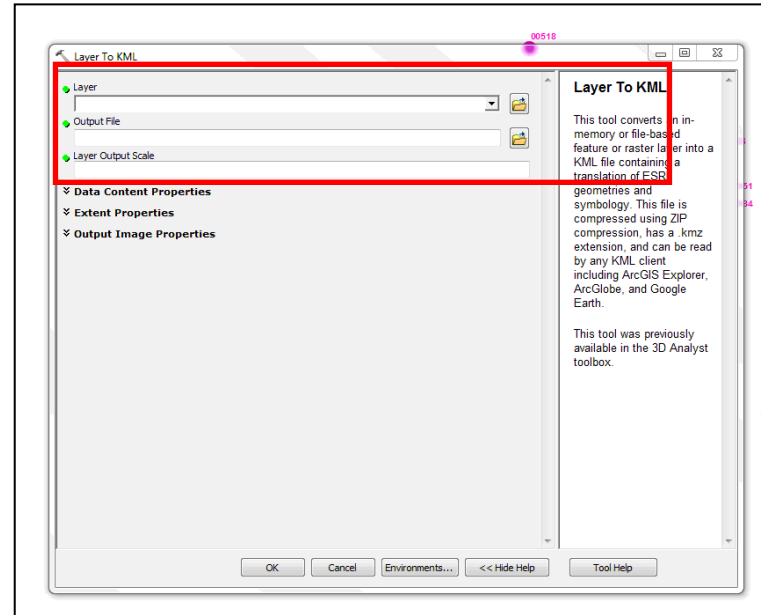 00518
Layer To KML
Layer
Output File
Layer Output Scale
Data Content Properties
Extent Properties
Output Image Properties
Layer To KML
This tool converts an in-
memory or file-based
feature or raster layer into a
KML file containing a
translation of ESRI
geometries and
symbology. This file is
compressed using ZIP
compression, has a .kmz
extension, and can be read
by any KML client
including ArcGIS Explorer,
ArcGlobe, and Google
Earth.
This tool was previously
available in the 3D Analyst
toolbox.
51
34
OK
Cancel
Environments...
<< Hide Help
Tool Help